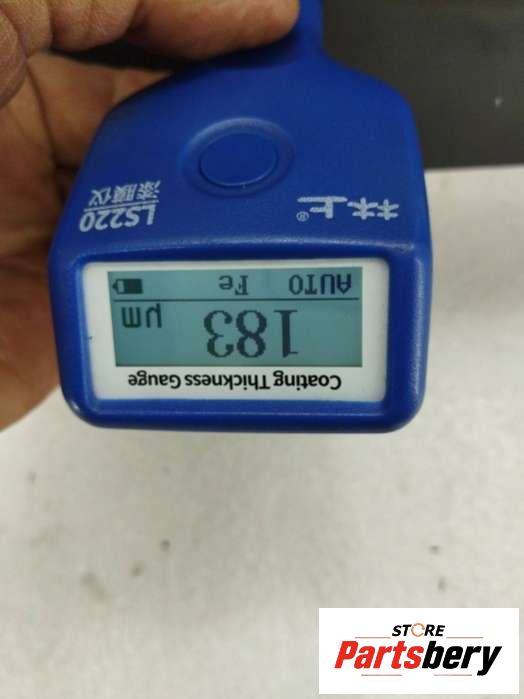 Coating Thickness Gauge
183 µm
AUTO Fe
林上®
LS220
漆膜仪
STORE
Partsbery